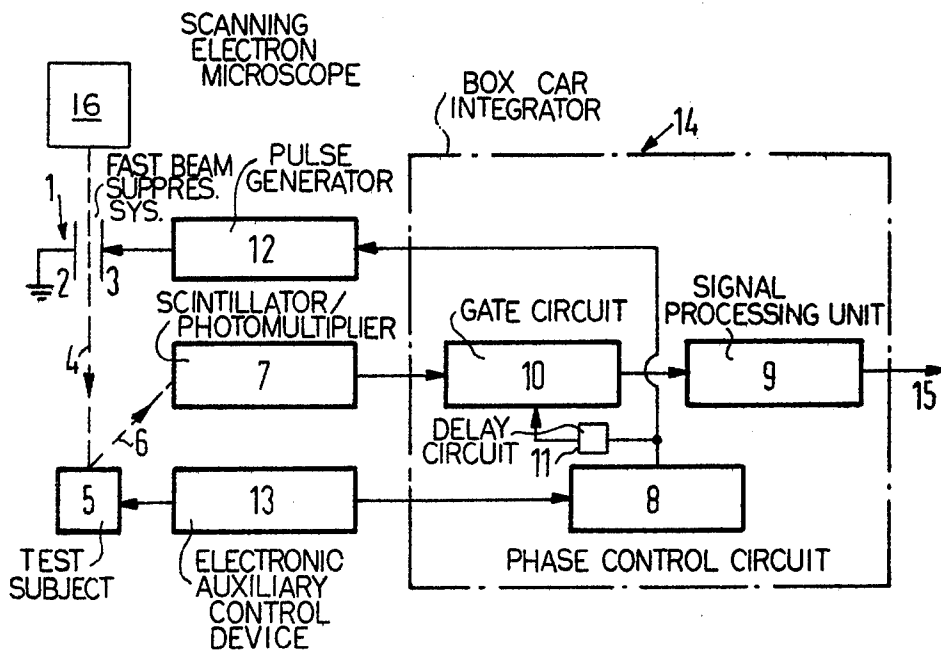 SCANNING
ELECTRON
MICROSCOPE
16
BOX CAR
INTEGRATOR
14
FAST BEAM
SUPPRES.
SYS.
PULSE
GENERATOR
1
2
3
12
SCINTILLATOR/
PHOTOMULTIPLIER
GATE CIRCUIT
SIGNAL
PROCESSING UNIT
4
7
10
9
15
6
DELAY
CIRCUIT
11
5
13
8
TEST
SUBJECT
ELECTRONIC
AUXILIARY
CONTROL
DEVICE
PHASE CONTROL CIRCUIT